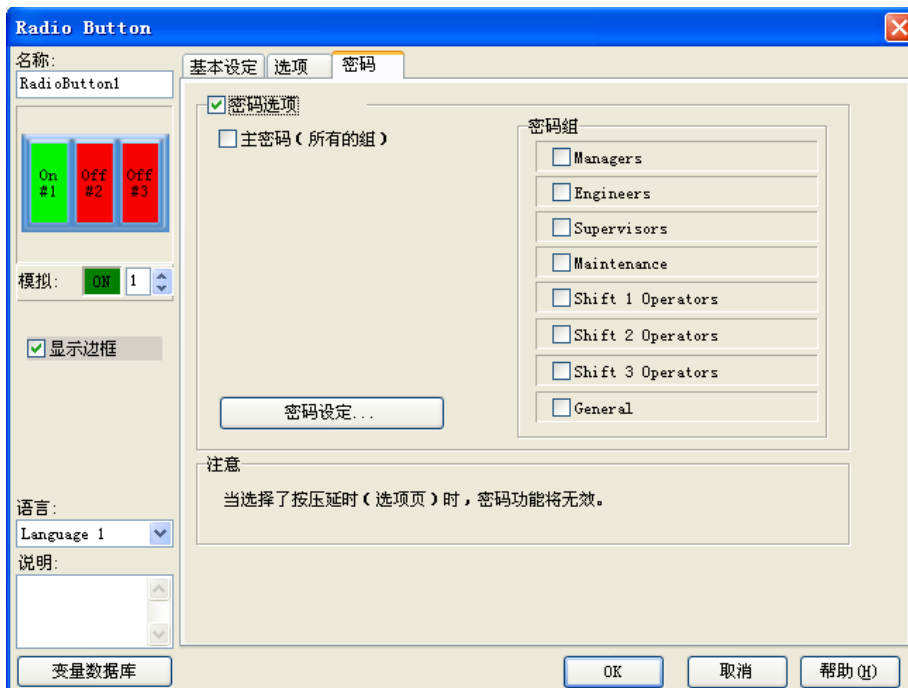 Radio Button
名称:
RadioButton1
On #1
Off #2
Off #3
模拟: ON 1
显示边框
语言:
Language 1
说明:
变量数据库
基本设定 选项 密码
密码选项
主密码(所有的组)
密码设定...
密码组
Managers
Engineers
Supervisors
Maintenance
Shift 1 Operators
Shift 2 Operators
Shift 3 Operators
General
注意
当选择了按压延时(选项页)时,密码功能将无效。
OK 取消 帮助(H)